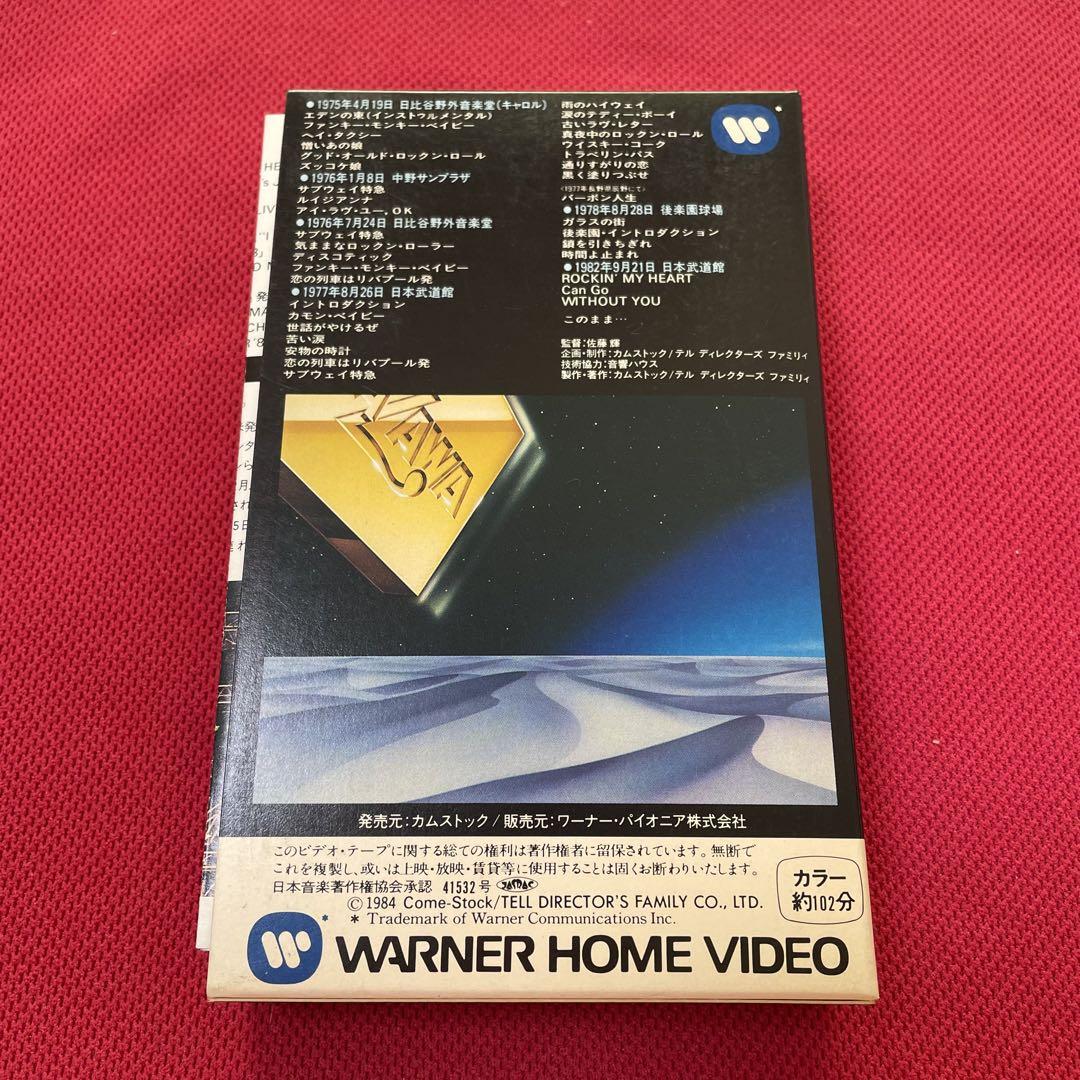 ●1975年4月19日 日比谷野外音楽堂(キャロル)
エデンの東(インストゥルメンタル)
ファンキー・モンキー・ベイビー
ヘイ・タクシー
憎いあの娘
グッド・オールド・ロックン・ロール
ズッコケ娘
●1976年1月8日 中野サンプラザ
サブウェイ特急
ルイジアンナ
アイ・ラヴ・ユー, OK
●1976年7月24日 日比谷野外音楽堂
サブウェイ特急
気ままなロックン・ローラー
ディスコティック
ファンキー・モンキー・ベイビー
恋の列車はリバプール発
●1977年8月26日 日本武道館
イントロダクション
カモン・ベイビー
世話がやけるぜ
苦い涙
安物の時計
恋の列車はリバプール発
サブウェイ特急
雨のハイウェイ
涙のテディー・ボーイ
古いラヴ・レター
真夜中のロックン・ロール
ウイスキー・コーク
トラベリン・バス
通りすがりの恋
黒く塗りつぶせ
〈1977年長野県辰野にて〉
バーボン人生
●1978年8月28日 後楽園球場
ガラスの街
後楽園・イントロダクション
鎖を引きちぎれ
時間よ止まれ
●1982年9月21日 日本武道館
ROCKIN' MY HEART
Can Go
WITHOUT YOU
このまま…
監督:佐藤 輝
企画・制作:カムストック/テル ディレクターズ ファミリィ
技術協力:音響ハウス
製作・著作:カムストック/テル ディレクターズ ファミリィ
*
発売元:カムストック/販売元:ワーナー・パイオニア株式会社
このビデオ・テープに関する総ての権利は著作権者に留保されています。無断で
これを複製し、或いは上映・放映・賃貸等に使用することは固くお断わりいたします。
日本音楽著作権協会承認 41532号 JASRAC
© 1984 Come-Stock/TELL DIRECTOR'S FAMILY CO., LTD.
* Trademark of Warner Communications Inc.
カラー
約102分
* WARNER HOME VIDEO